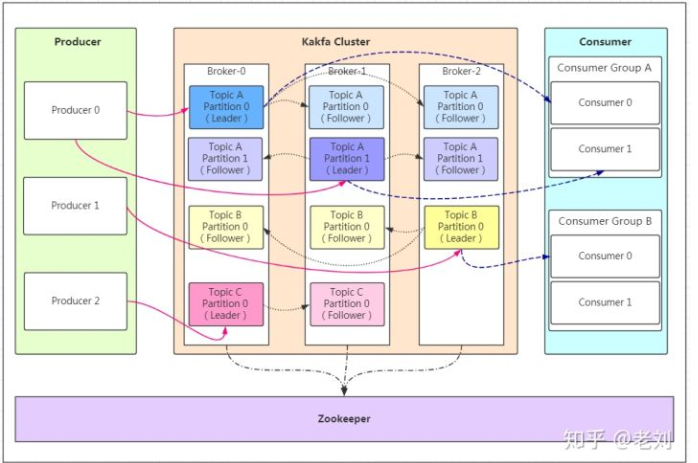 Producer
Kakfa Cluster
Consumer
Producer 0
Producer 1
Producer 2
Broker-0
Broker-1
Broker-2
Topic A
Partition 0
( Leader )
Topic A
Partition 0
( Follower )
Topic A
Partition 0
( Follower )
Topic A
Partition 1
(Follower )
Topic A
Partition 1
( Leader )
Topic A
Partition 1
( Follower )
Topic B
Partition 0
(Follower )
Topic B
Partition 0
(Follower )
Topic B
Partition 0
( Leader )
Topic C
Partition 0
( Leader )
Topic C
Partition 0
( Follower )
Consumer Group A
Consumer 0
Consumer 1
Consumer Group B
Consumer 0
Consumer 1
Zookeeper
知乎 @老刘